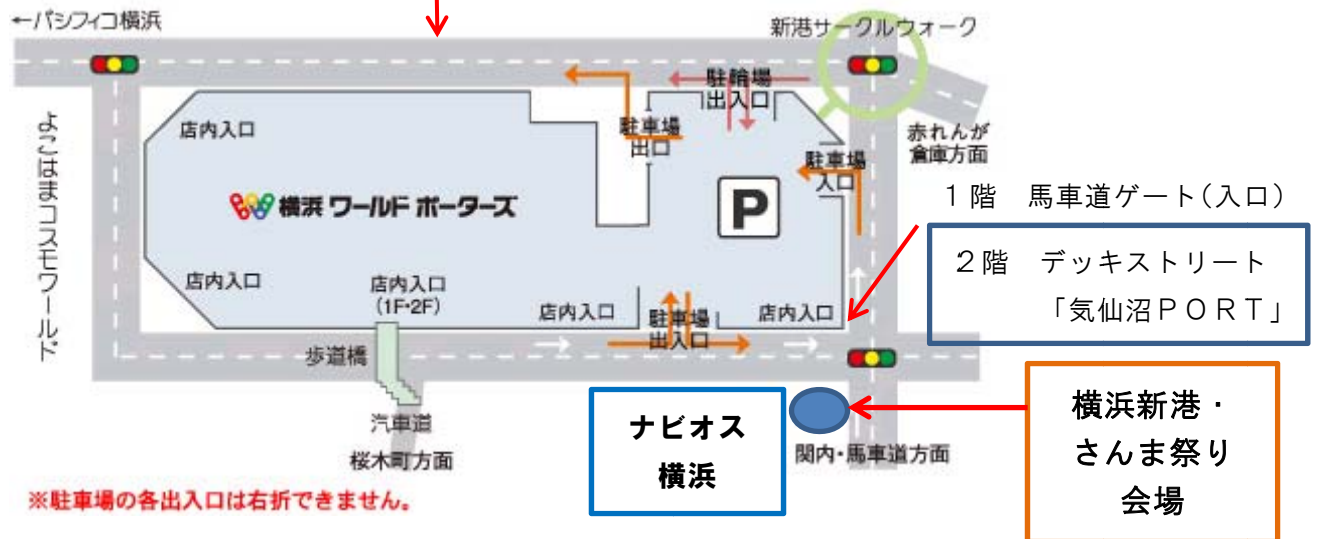 ←パシフィコ横浜
新港サークルウォーク
駐輪場
出入口
駐車場
出口
赤れんが
倉庫方面
店内入口
駐車場
入口
よこはまコスモワールド
1階　馬車道ゲート(入口)
横浜 ワールド ポーターズ
P
2階　デッキストリート
「気仙沼PORT」
店内入口
店内入口
(1F・2F)
店内入口
駐車場
出入口
店内入口
歩道橋
汽車道
桜木町方面
ナビオス
横浜
関内・馬車道方面
横浜新港・
さんま祭り
会場
※駐車場の各出入口は右折できません。